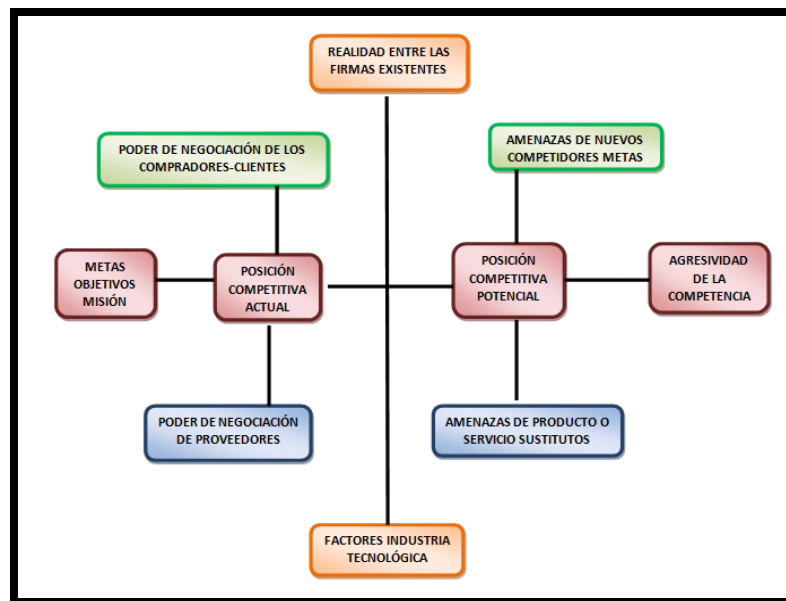 REALIDAD ENTRE LAS
FIRMAS EXISTENTES
PODER DE NEGOCIACIÓN DE LOS
COMPRADORES-CLIENTES
AMENAZAS DE NUEVOS
COMPETIDORES METAS
METAS
OBJETIVOS
MISIÓN
POSICIÓN
COMPETITIVA
ACTUAL
POSICIÓN
COMPETITIVA
POTENCIAL
AGRESIVIDAD
DE LA
COMPETENCIA
PODER DE NEGOCIACIÓN
DE PROVEEDORES
AMENAZAS DE PRODUCTO O
SERVICIO SUSTITUTOS
FACTORES INDUSTRIA
TECNOLÓGICA